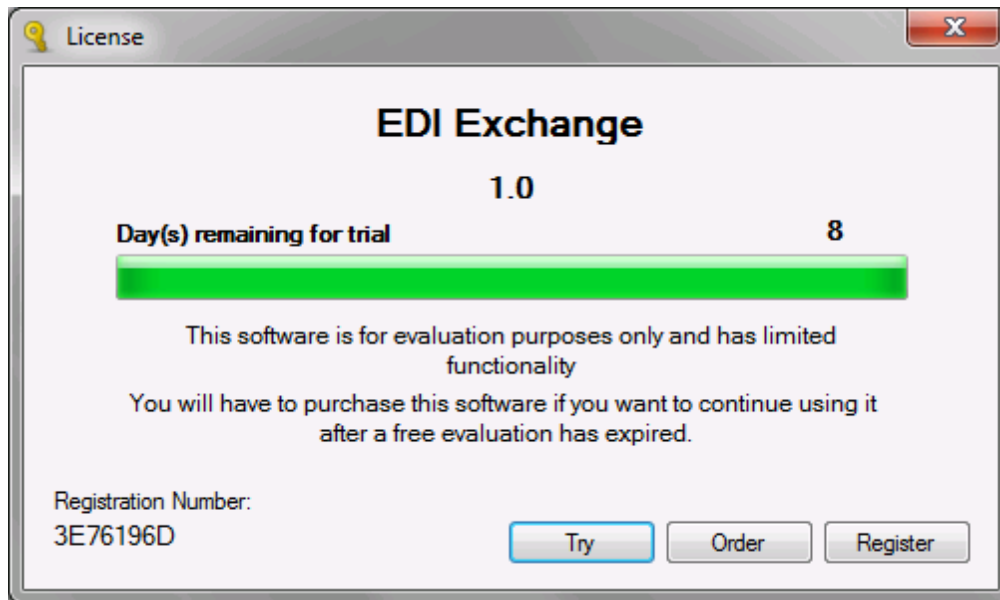 License
EDI Exchange
1.0
Day(s) remaining for trial 8
This software is for evaluation purposes only and has limited
functionality
You will have to purchase this software if you want to continue using it
after a free evaluation has expired.
Registration Number:
3E76196D
Try Order Register